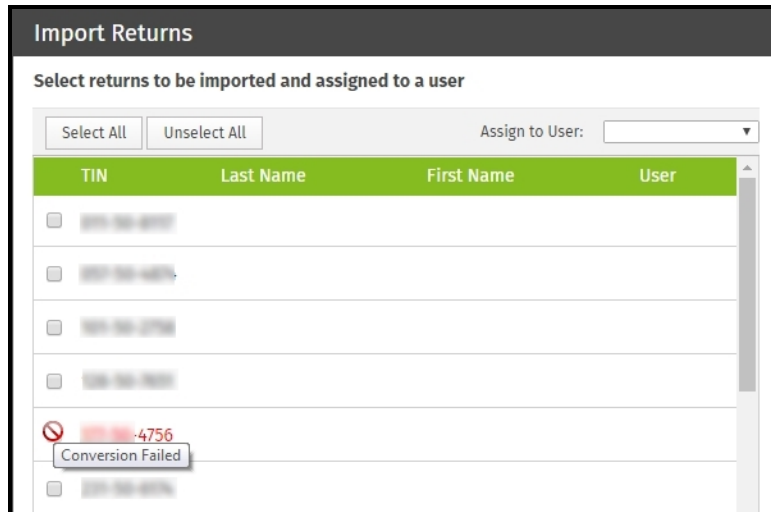 Import Returns
Select returns to be imported and assigned to a user
Select All Unselect All Assign to User:
TIN Last Name First Name User
-4756
Conversion Failed